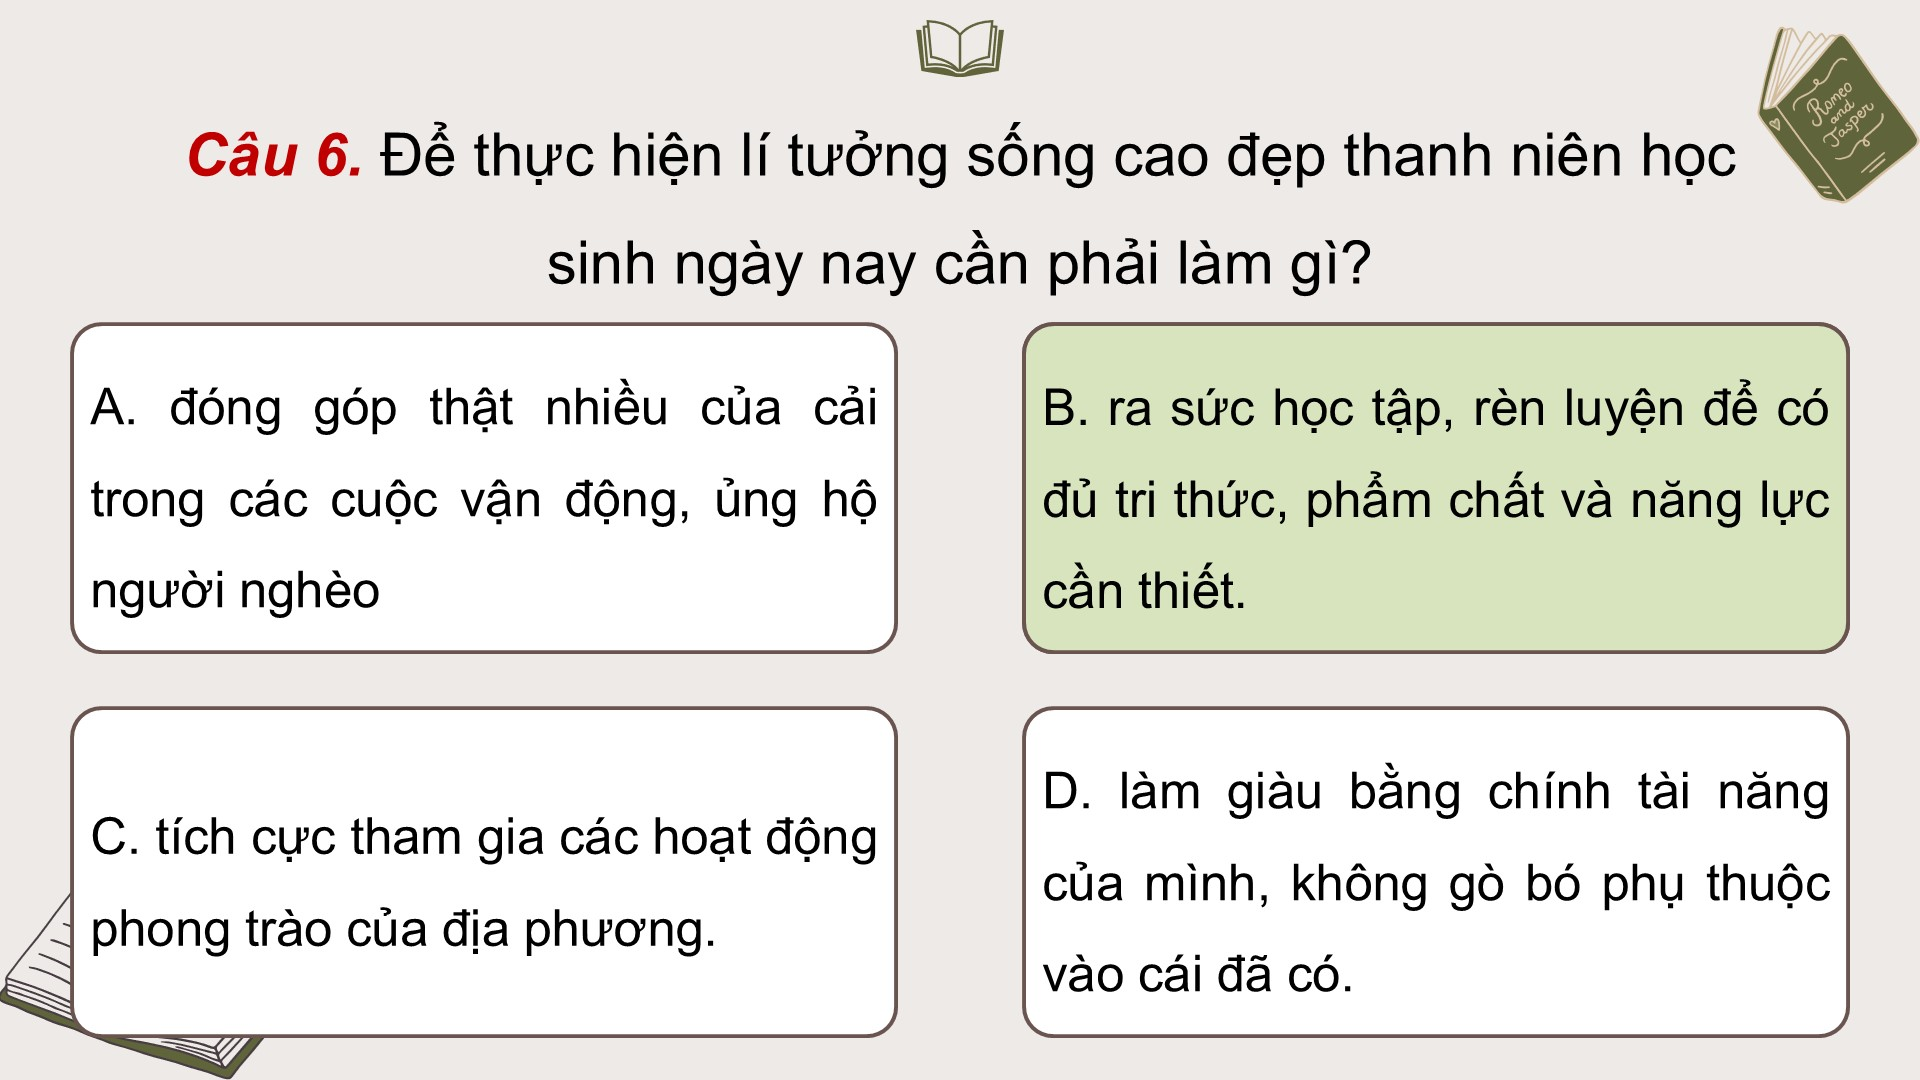 Romeo
and
Jasper
Câu 6. Để thực hiện lí tưởng sống cao đẹp thanh niên học
sinh ngày nay cần phải làm gì?
A. đóng góp thật nhiều của cải
trong các cuộc vận động, ủng hộ
người nghèo
B. ra sức học tập, rèn luyện để có
đủ tri thức, phẩm chất và năng lực
cần thiết.
C. tích cực tham gia các hoạt động
phong trào của địa phương.
D. làm giàu bằng chính tài năng
của mình, không gò bó phụ thuộc
vào cái đã có.